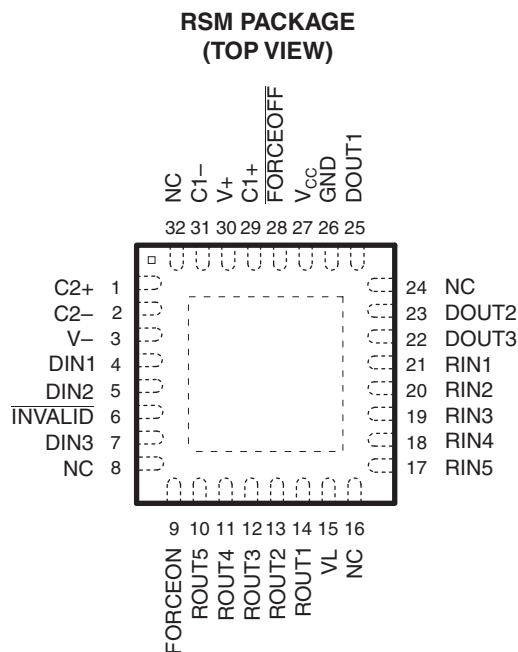 RSM PACKAGE
(TOP VIEW)
NC
C1–
V+
C1+
FORCEOFF
VCC
GND
DOUT1
32 31 30 29 28 27 26 25
C2+ 1
C2– 2
V– 3
DIN1 4
DIN2 5
INVALID 6
DIN3 7
NC 8
24 NC
23 DOUT2
22 DOUT3
21 RIN1
20 RIN2
19 RIN3
18 RIN4
17 RIN5
9 10 11 12 13 14 15 16
FORCEON
ROUT5
ROUT4
ROUT3
ROUT2
ROUT1
VL
NC